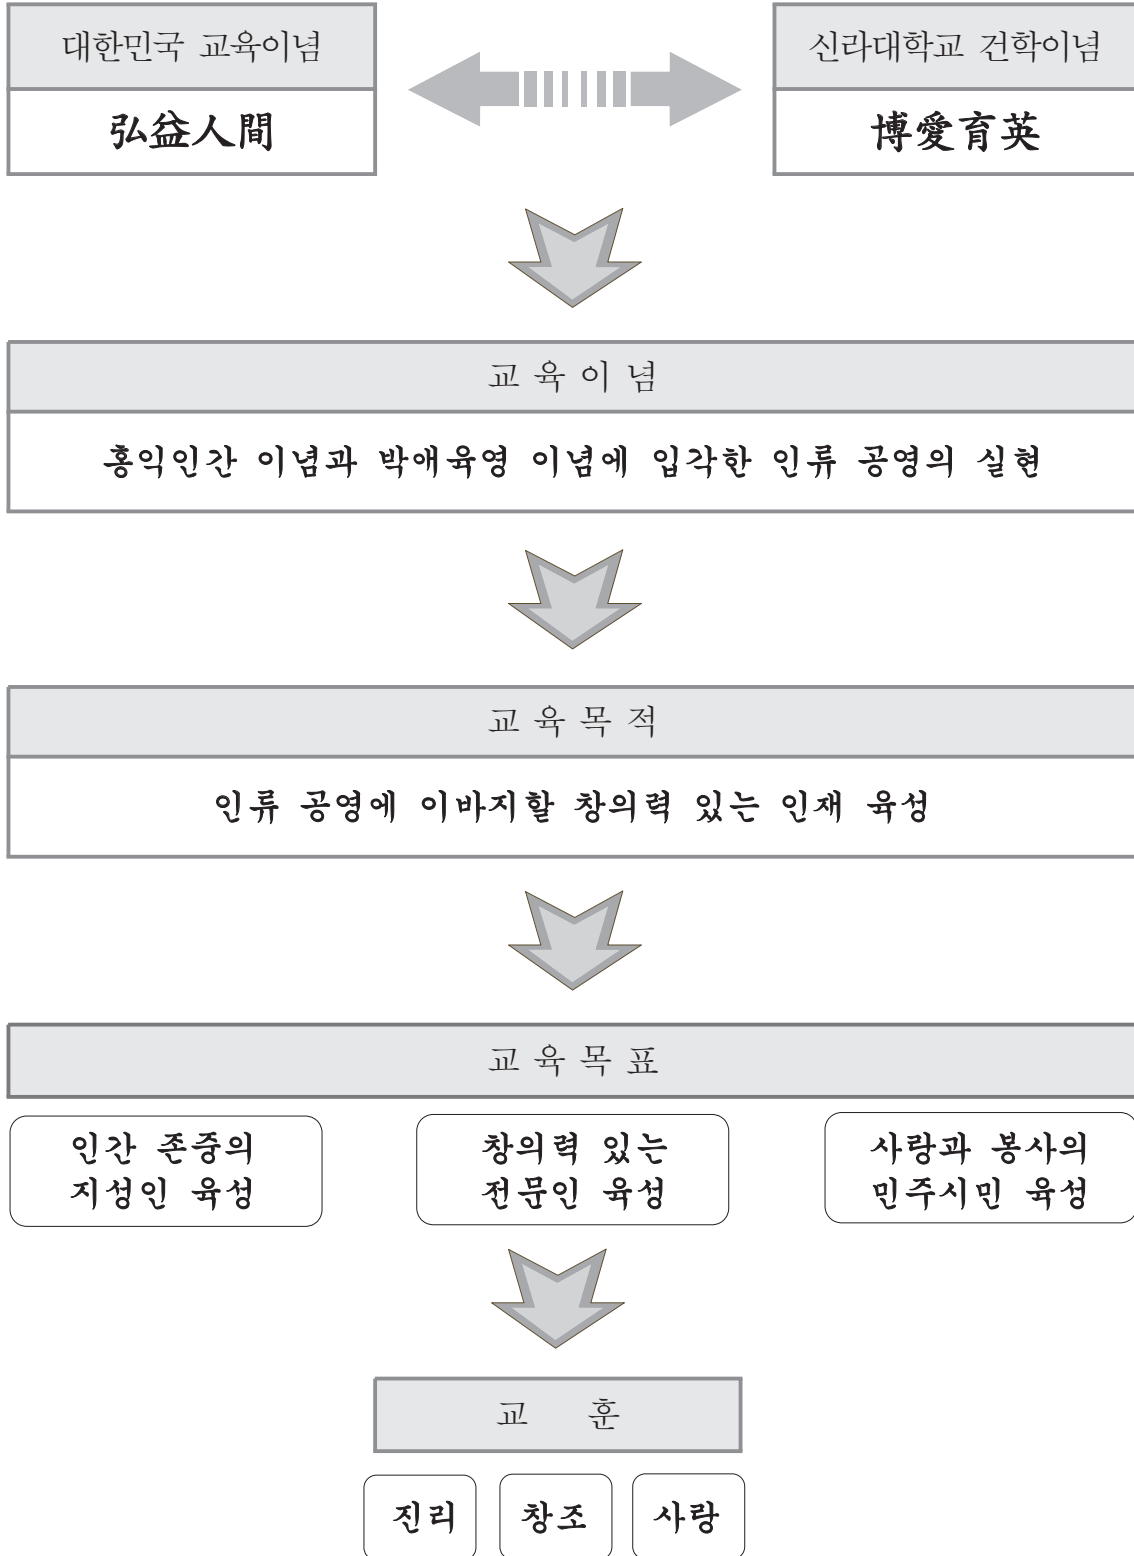 대한민국 교육이념
신라대학교 건학이념
弘益人間
博愛育英
교육이념
홍익인간 이념과 박애육영 이념에 입각한 인류 공영의 실현
교육목적
인류 공영에 이바지할 창의력 있는 인재 육성
교육목표
인간 존중의
지성인 육성
창의력 있는
전문인 육성
사랑과 봉사의
민주시민 육성
교 훈
진리
창조
사랑